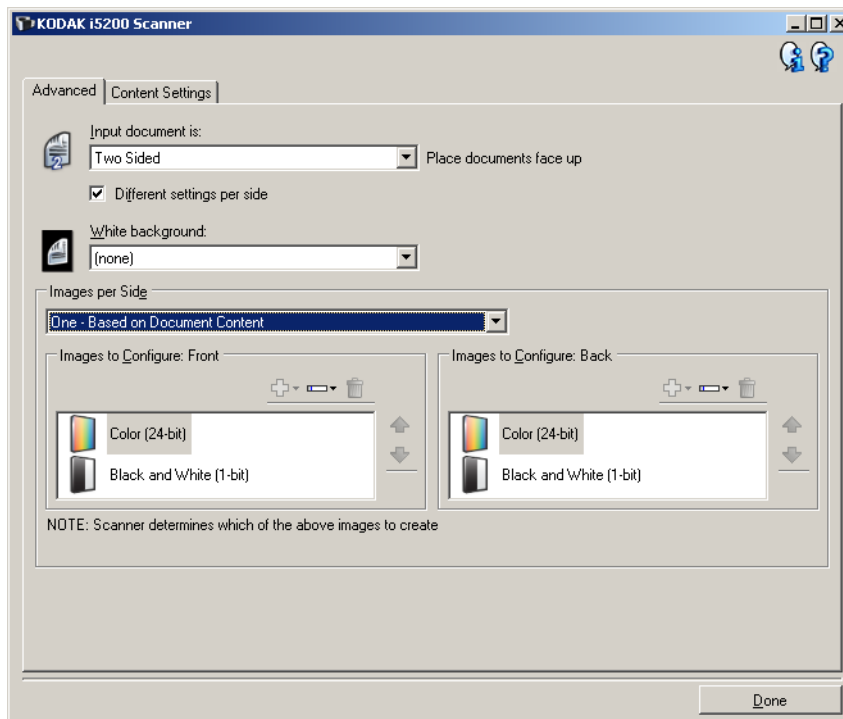 KODAK i5200 Scanner
Advanced
Content Settings
Input document is:
Two Sided
Place documents face up
Different settings per side
White background:
(none)
Images per Side
One - Based on Document Content
Images to Configure: Front
Images to Configure: Back
Color (24-bit)
Color (24-bit)
Black and White (1-bit)
Black and White (1-bit)
NOTE: Scanner determines which of the above images to create
Done